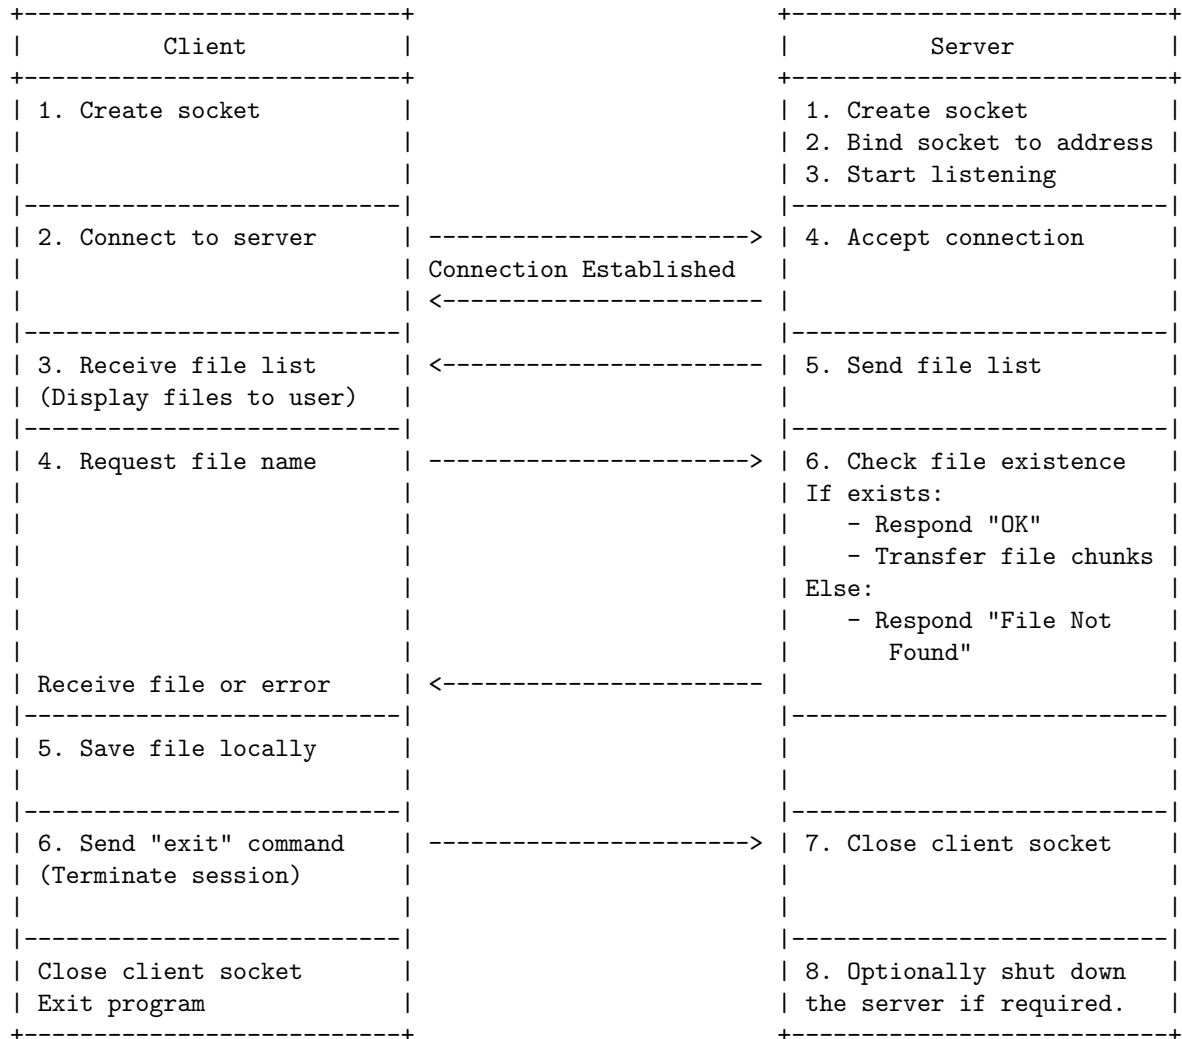 +---------------------------+                          +---------------------------+
|          Client           |                          |          Server           |
+---------------------------+                          +---------------------------+
| 1. Create socket          |                          | 1. Create socket          |
|                           |                          | 2. Bind socket to address |
|                           |                          | 3. Start listening        |
|---------------------------|                          |---------------------------|
| 2. Connect to server      | -----------------------> | 4. Accept connection      |
|                           | Connection Established   |                           |
|                           | <----------------------- |                           |
|---------------------------|                          |---------------------------|
| 3. Receive file list      | <----------------------- | 5. Send file list         |
| (Display files to user)   |                          |                           |
|---------------------------|                          |---------------------------|
| 4. Request file name      | -----------------------> | 6. Check file existence   |
|                           |                          | If exists:                |
|                           |                          |    - Respond "OK"         |
|                           |                          |    - Transfer file chunks |
|                           |                          | Else:                     |
|                           |                          |    - Respond "File Not    |
|                           |                          |       Found"              |
| Receive file or error     | <----------------------- |                           |
|---------------------------|                          |---------------------------|
| 5. Save file locally      |                          |                           |
|                           |                          |                           |
|---------------------------|                          |---------------------------|
| 6. Send "exit" command    | -----------------------> | 7. Close client socket    |
| (Terminate session)       |                          |                           |
|                           |                          |                           |
|---------------------------|                          |---------------------------|
| Close client socket       |                          | 8. Optionally shut down   |
| Exit program              |                          | the server if required.   |
+---------------------------+                          +---------------------------+